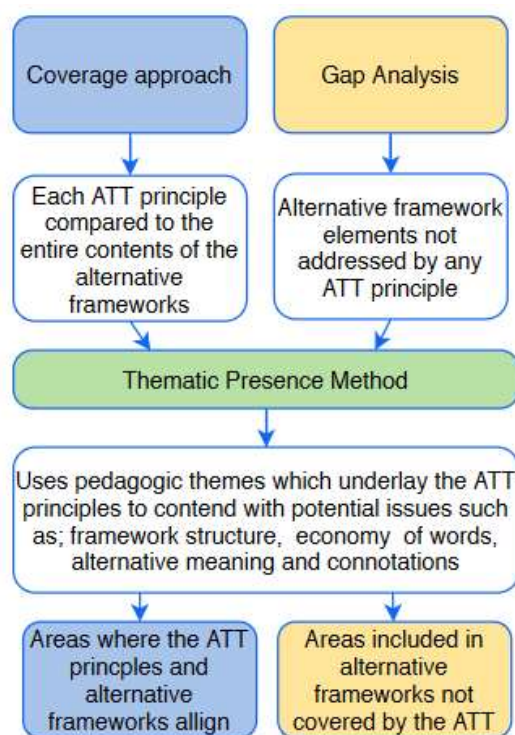 Coverage approach
Gap Analysis
Each ATT principle
compared to the
entire contents of the
alternative
frameworks
Alternative framework
elements not
addressed by any
ATT principle
Thematic Presence Method
Uses pedagogic themes which underlay the ATT
principles to contend with potential issues such
as; framework structure, economy of words,
alternative meaning and connotations
Areas where the ATT
princples and
alternative
frameworks allign
Areas included in
alternative
frameworks not
covered by the ATT